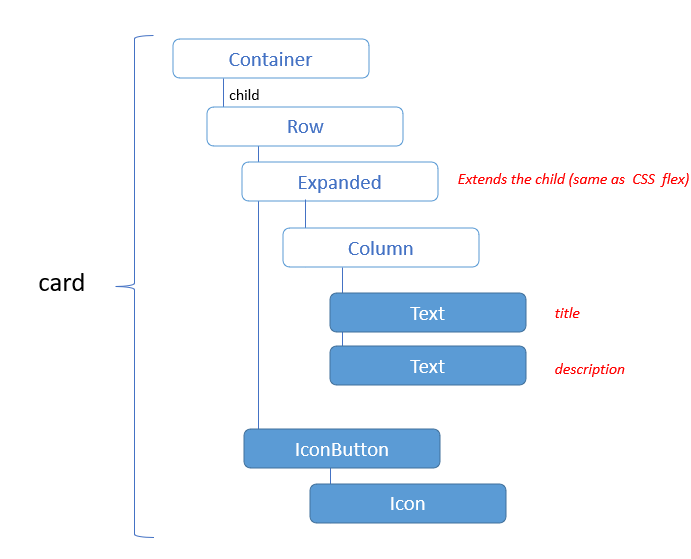 Container
child
Row
Expanded
Extends the child (same as CSS flex)
Column
card
Text
title
Text
description
IconButton
Icon